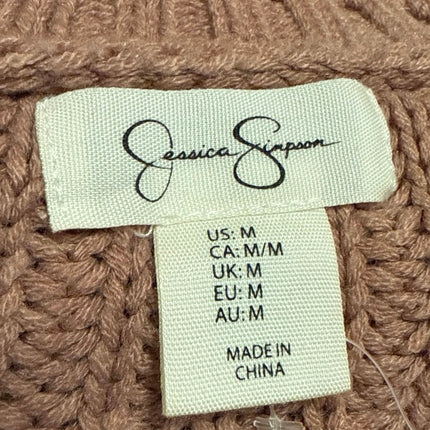 Jessica Simpson
US: M
CA: M/M
UK: M
EU: M
AU: M
MADE IN
CHINA